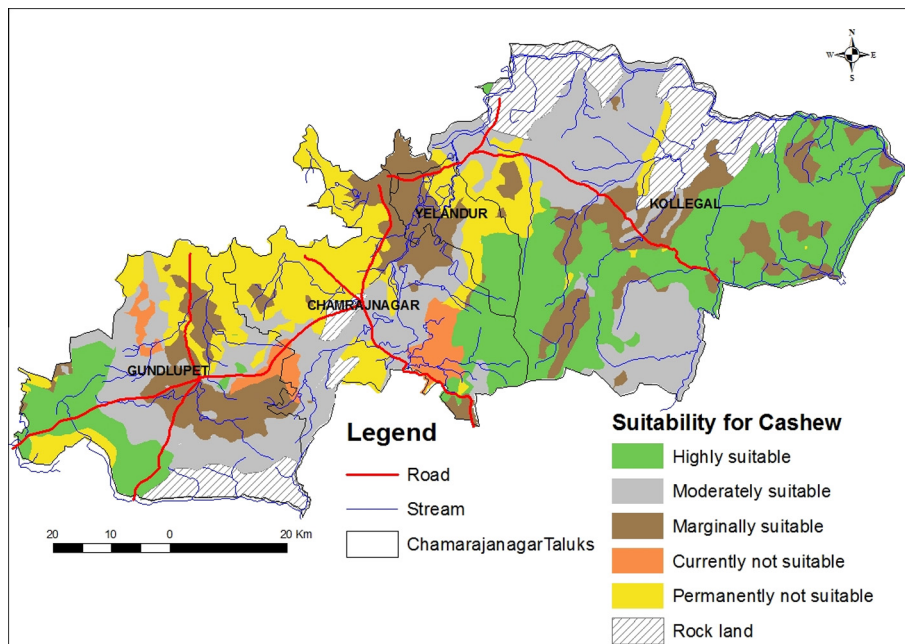 N
W E
S
KOLLEGAL
YELANDUR
CHAMRAJNAGAR
GUNDLUPET
Legend
Road
Stream
ChamarajanagarTaluks
20 10 0 20 Km
Suitability for Cashew
Highly suitable
Moderately suitable
Marginally suitable
Currently not suitable
Permanently not suitable
Rock land